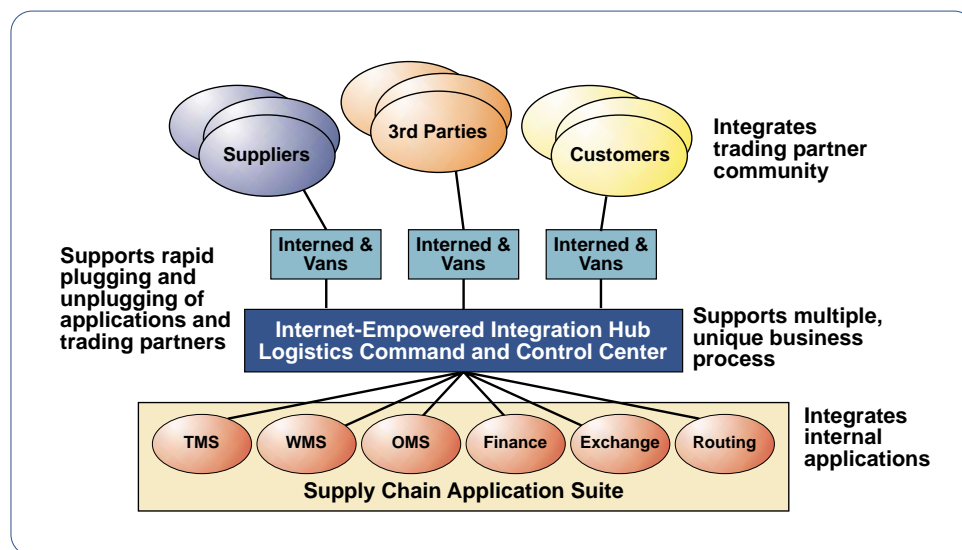 Suppliers
3rd Parties
Customers
Integrates
trading partner
community
Interned &
Vans
Interned &
Vans
Interned &
Vans
Supports rapid
plugging and
unplugging of
applications and
trading partners
Internet-Empowered Integration Hub
Logistics Command and Control Center
Supports multiple,
unique business
process
TMS
WMS
OMS
Finance
Exchange
Routing
Supply Chain Application Suite
Integrates
internal
applications